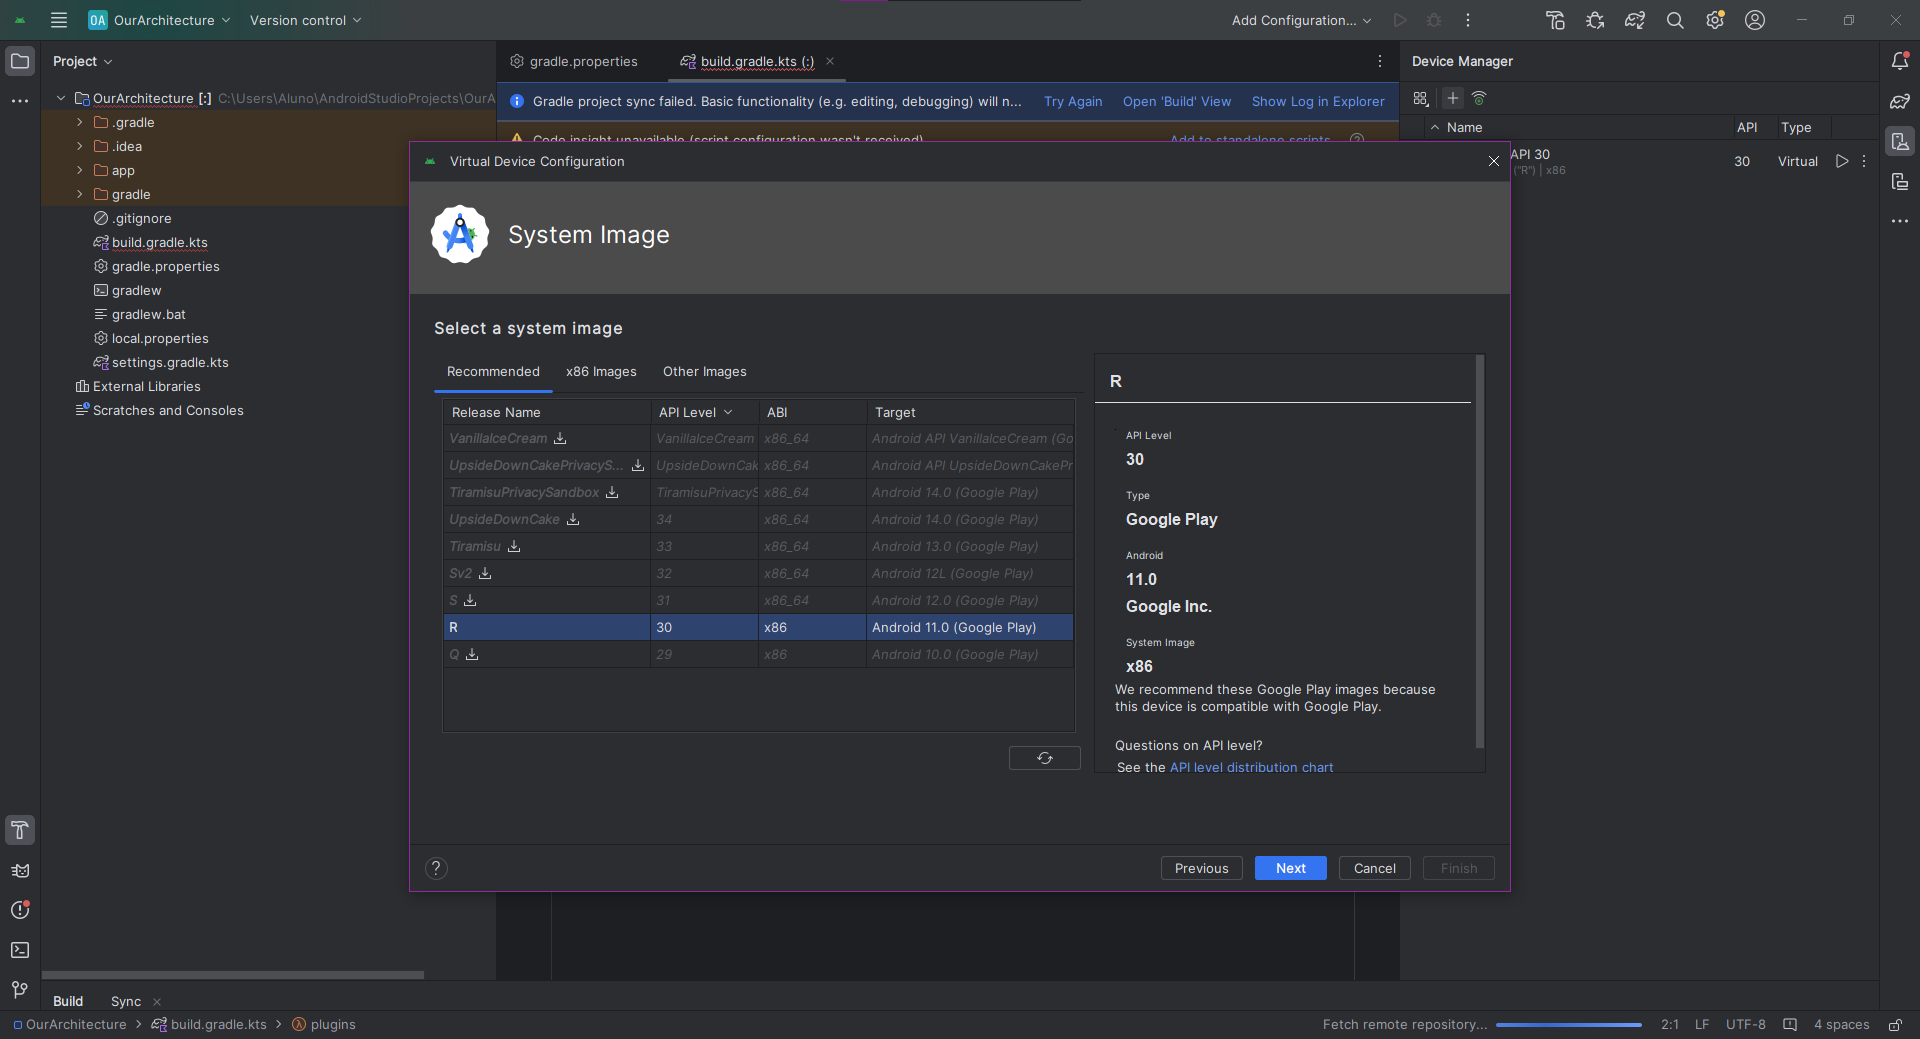 OA OurArchitecture Version control Add Configuration...
Project
gradle.properties build.gradle.kts (:)
Device Manager
OurArchitecture [:] C:\Users\Aluno\AndroidStudioProjects\OurA
Gradle project sync failed. Basic functionality (e.g. editing, debugging) will n... Try Again Open 'Build' View Show Log in Explorer
.gradle
Code insight unavailable (script configuration wasn't received) Add to standalone scripts
Name API Type
.idea
API 30
("R") | x86
30 Virtual
app
gradle
.gitignore
build.gradle.kts
gradle.properties
gradlew
gradlew.bat
local.properties
settings.gradle.kts
External Libraries
Scratches and Consoles
Virtual Device Configuration
System Image
Select a system image
Recommended x86 Images Other Images
Release Name API Level ABI Target
VanillaIceCream VanillaIceCream x86_64 Android API VanillaIceCream (Go
UpsideDownCakePrivacyS... UpsideDownCak x86_64 Android API UpsideDownCakePr
TiramisuPrivacySandbox TiramisuPrivacyS x86_64 Android 14.0 (Google Play)
UpsideDownCake 34 x86_64 Android 14.0 (Google Play)
Tiramisu 33 x86_64 Android 13.0 (Google Play)
Sv2 32 x86_64 Android 12L (Google Play)
S 31 x86_64 Android 12.0 (Google Play)
R 30 x86 Android 11.0 (Google Play)
Q 29 x86 Android 10.0 (Google Play)
R
API Level
30
Type
Google Play
Android
11.0
Google Inc.
System Image
x86
We recommend these Google Play images because
this device is compatible with Google Play.
Questions on API level?
See the API level distribution chart
? Previous Next Cancel Finish
Build Sync
OurArchitecture > build.gradle.kts > plugins
Fetch remote repository... 2:1 LF UTF-8 4 spaces